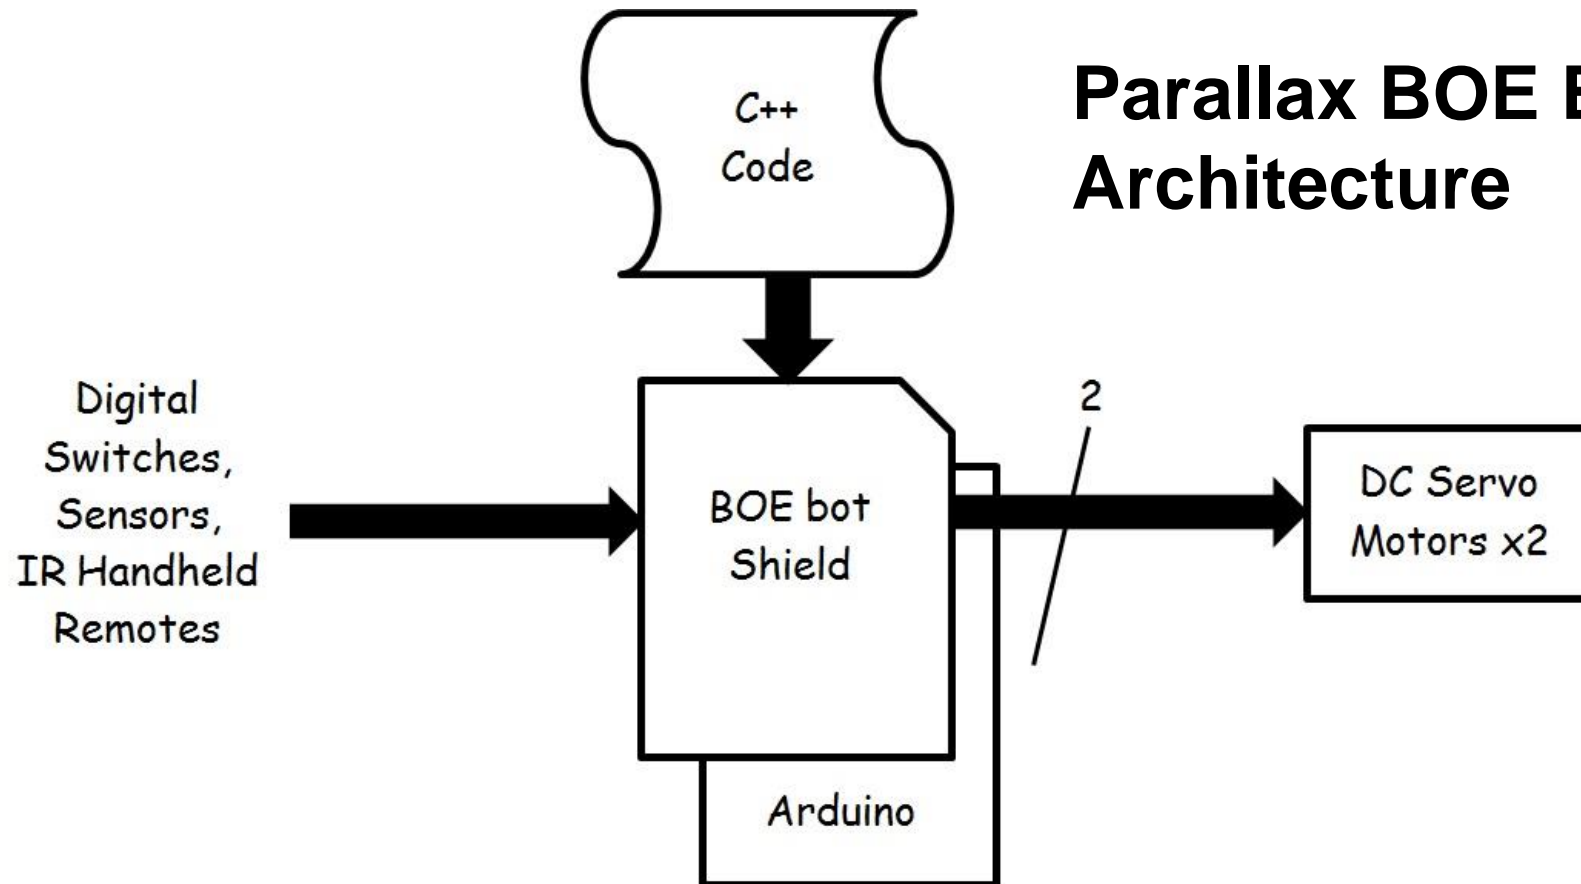 Parallax BOE
Architecture
C++
Code
2
Digital
Switches,
Sensors,
IR Handheld
Remotes
BOE bot
Shield
DC Servo
Motors x2
Arduino